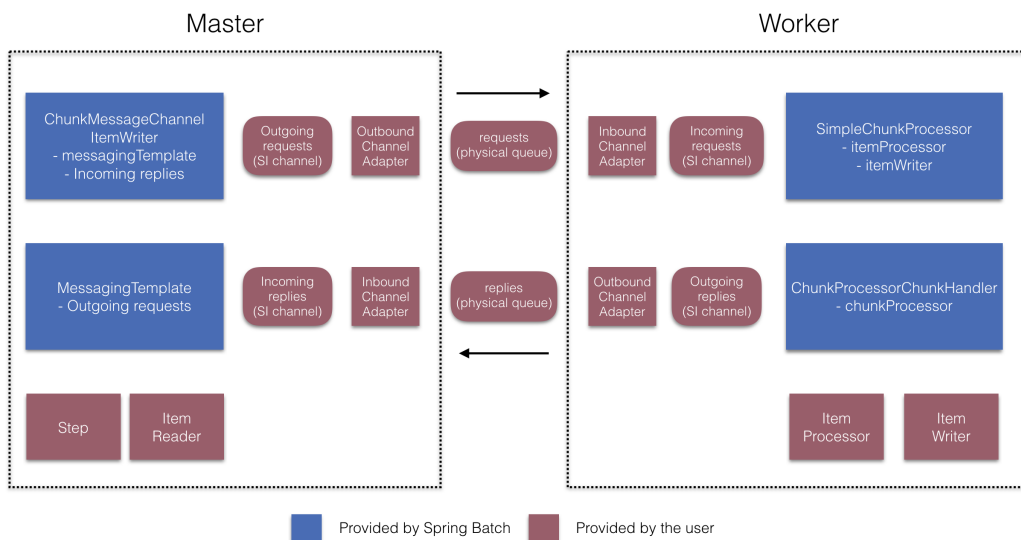 Master
Worker
ChunkMessageChannel
ItemWriter
- messagingTemplate
- Incoming replies
Outgoing
requests
(SI channel)
Outbound
Channel
Adapter
requests
(physical queue)
Inbound
Channel
Adapter
Incoming
requests
(SI channel)
SimpleChunkProcessor
- itemProcessor
- itemWriter
MessagingTemplate
- Outgoing requests
Incoming
replies
(SI channel)
Inbound
Channel
Adapter
replies
(physical queue)
Outbound
Channel
Adapter
Outgoing
replies
(SI channel)
ChunkProcessorChunkHandler
- chunkProcessor
Step
Item
Reader
Item
Processor
Item
Writer
Provided by Spring Batch
Provided by the user